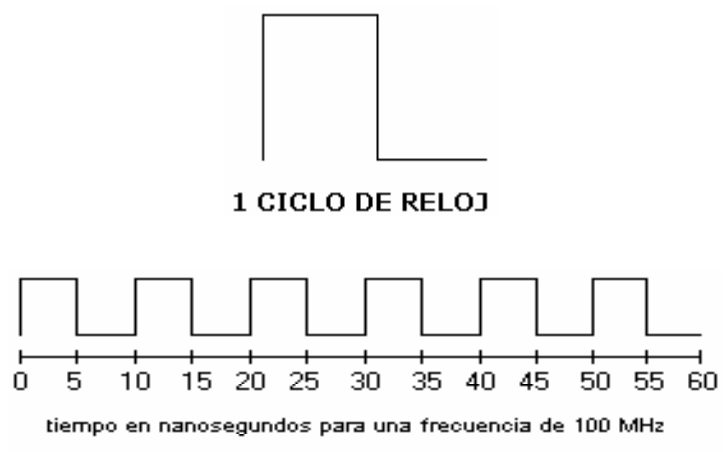 1 CICLO DE RELOJ
0 5 10 15 20 25 30 35 40 45 50 55 60
tiempo en nanosegundos para una frecuencia de 100 MHz